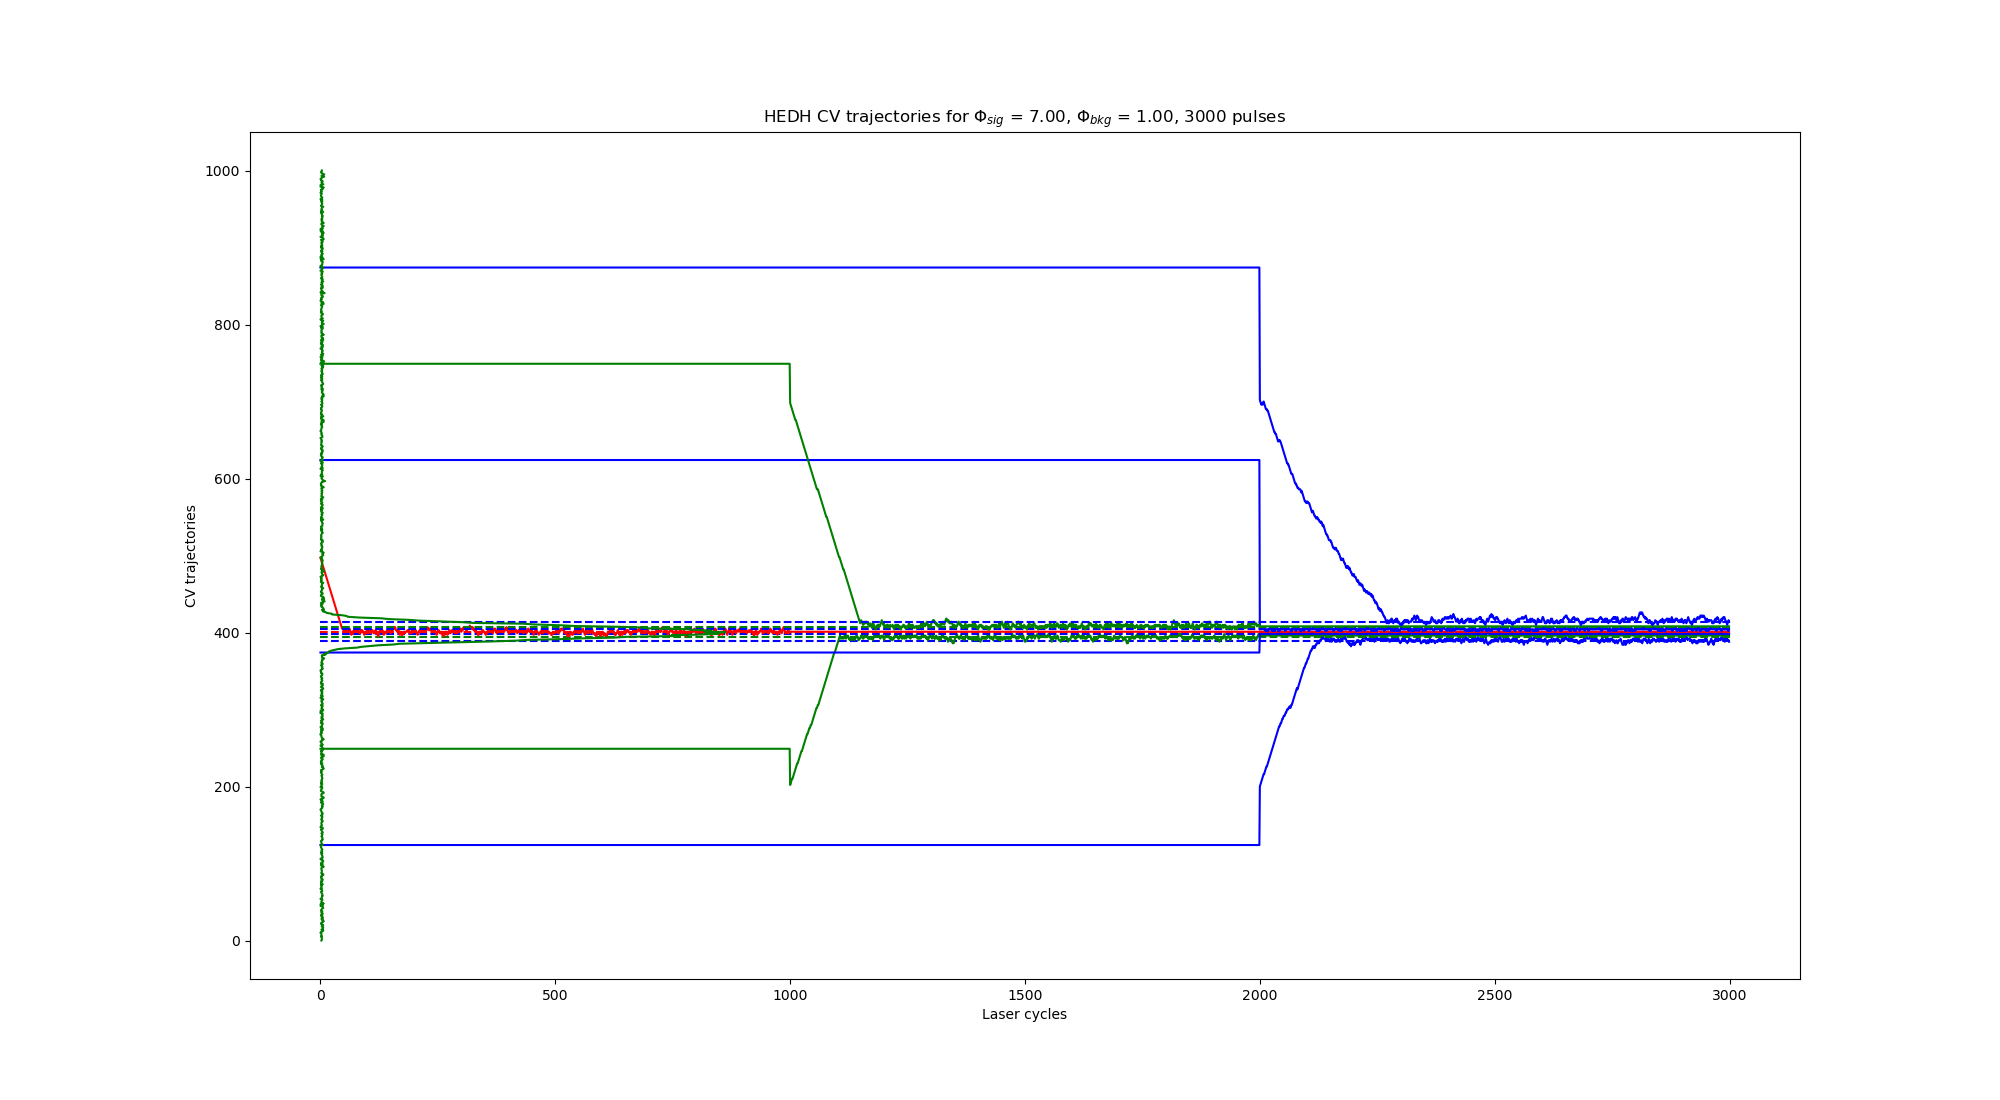 HEDH CV trajectories for Φsig = 7.00, Φbkg = 1.00, 3000 pulses
1000
800
600
400
200
0
CV trajectories
0 500 1000 1500 2000 2500 3000
Laser cycles